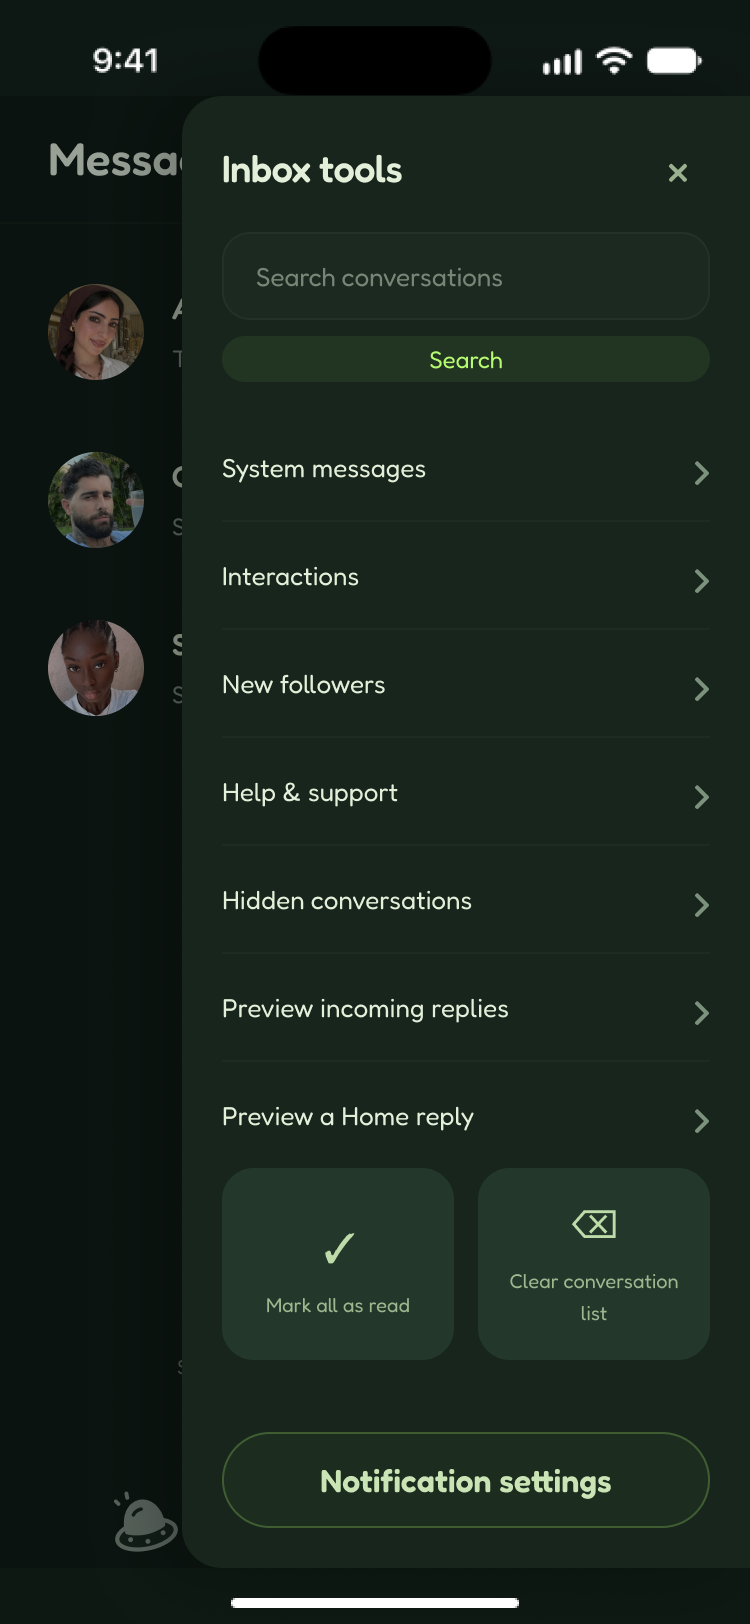 9:41
Messa
Inbox tools
Search conversations
Search
System messages
Interactions
New followers
Help & support
Hidden conversations
Preview incoming replies
Preview a Home reply
Mark all as read
Clear conversation
list
Notification settings